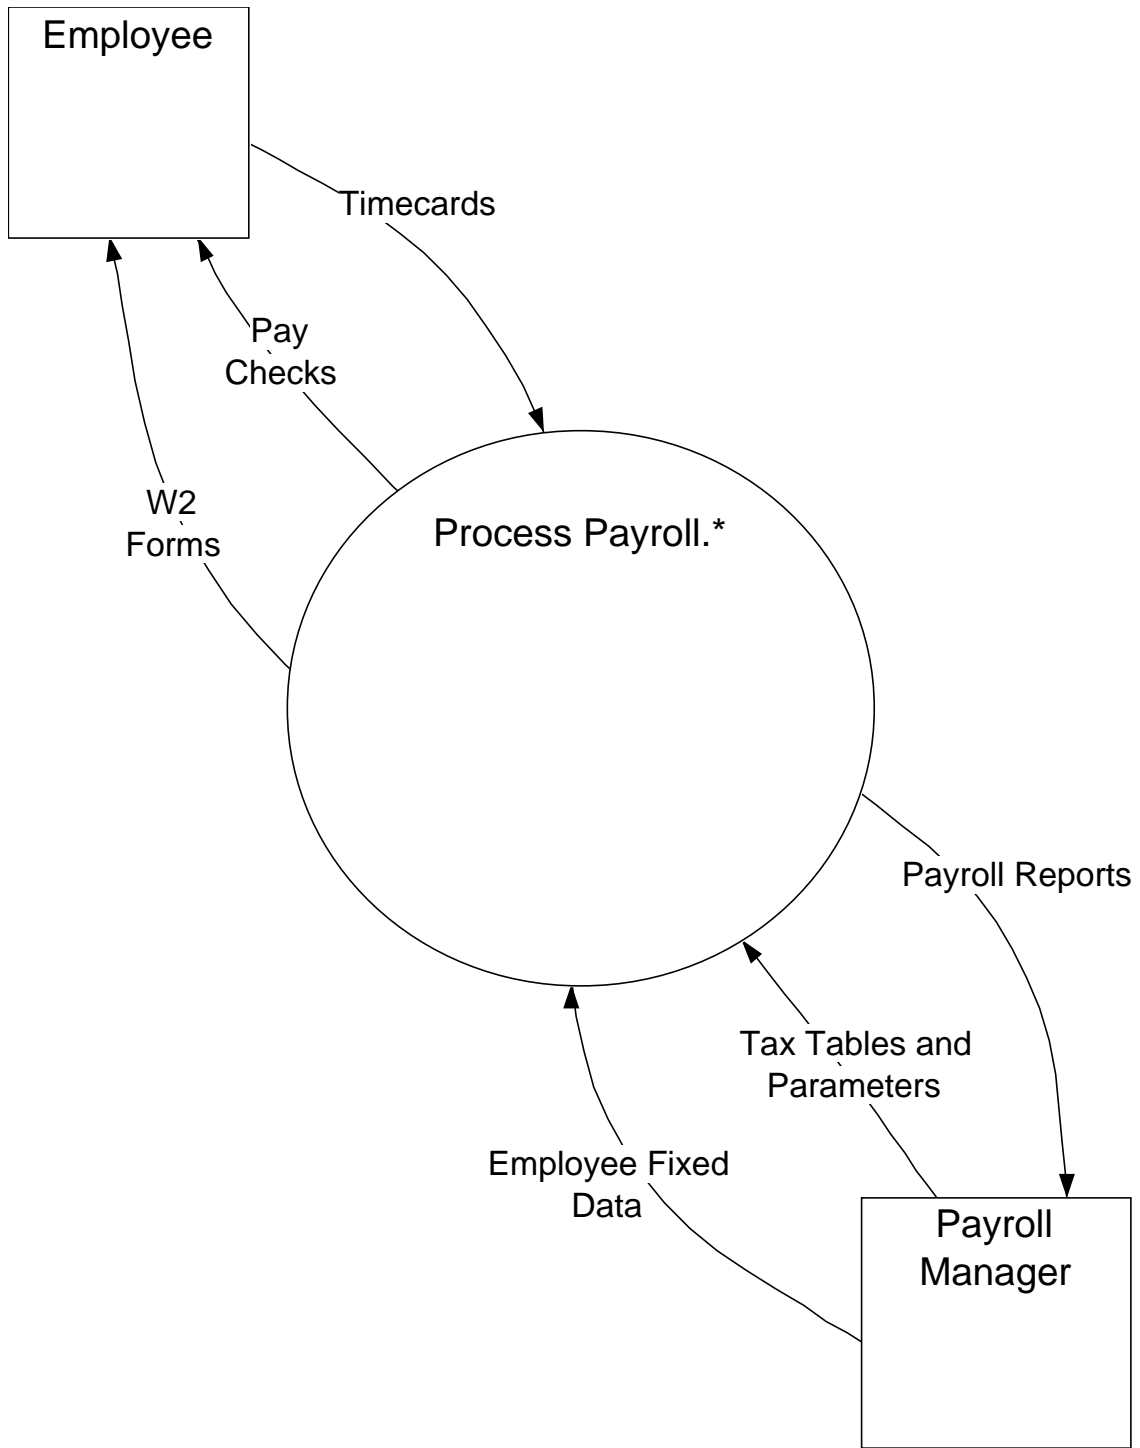 Employee
Timecards
Pay
Checks
W2
Forms
Process Payroll.*
Payroll Reports
Tax Tables and
Parameters
Employee Fixed
Data
Payroll
Manager